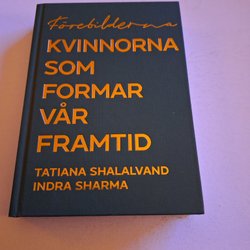 Förebilderna
KVINNORNA
SOM
FORMAR
VÅR
FRAMTID
TATIANA SHALALVAND
INDRA SHARMA